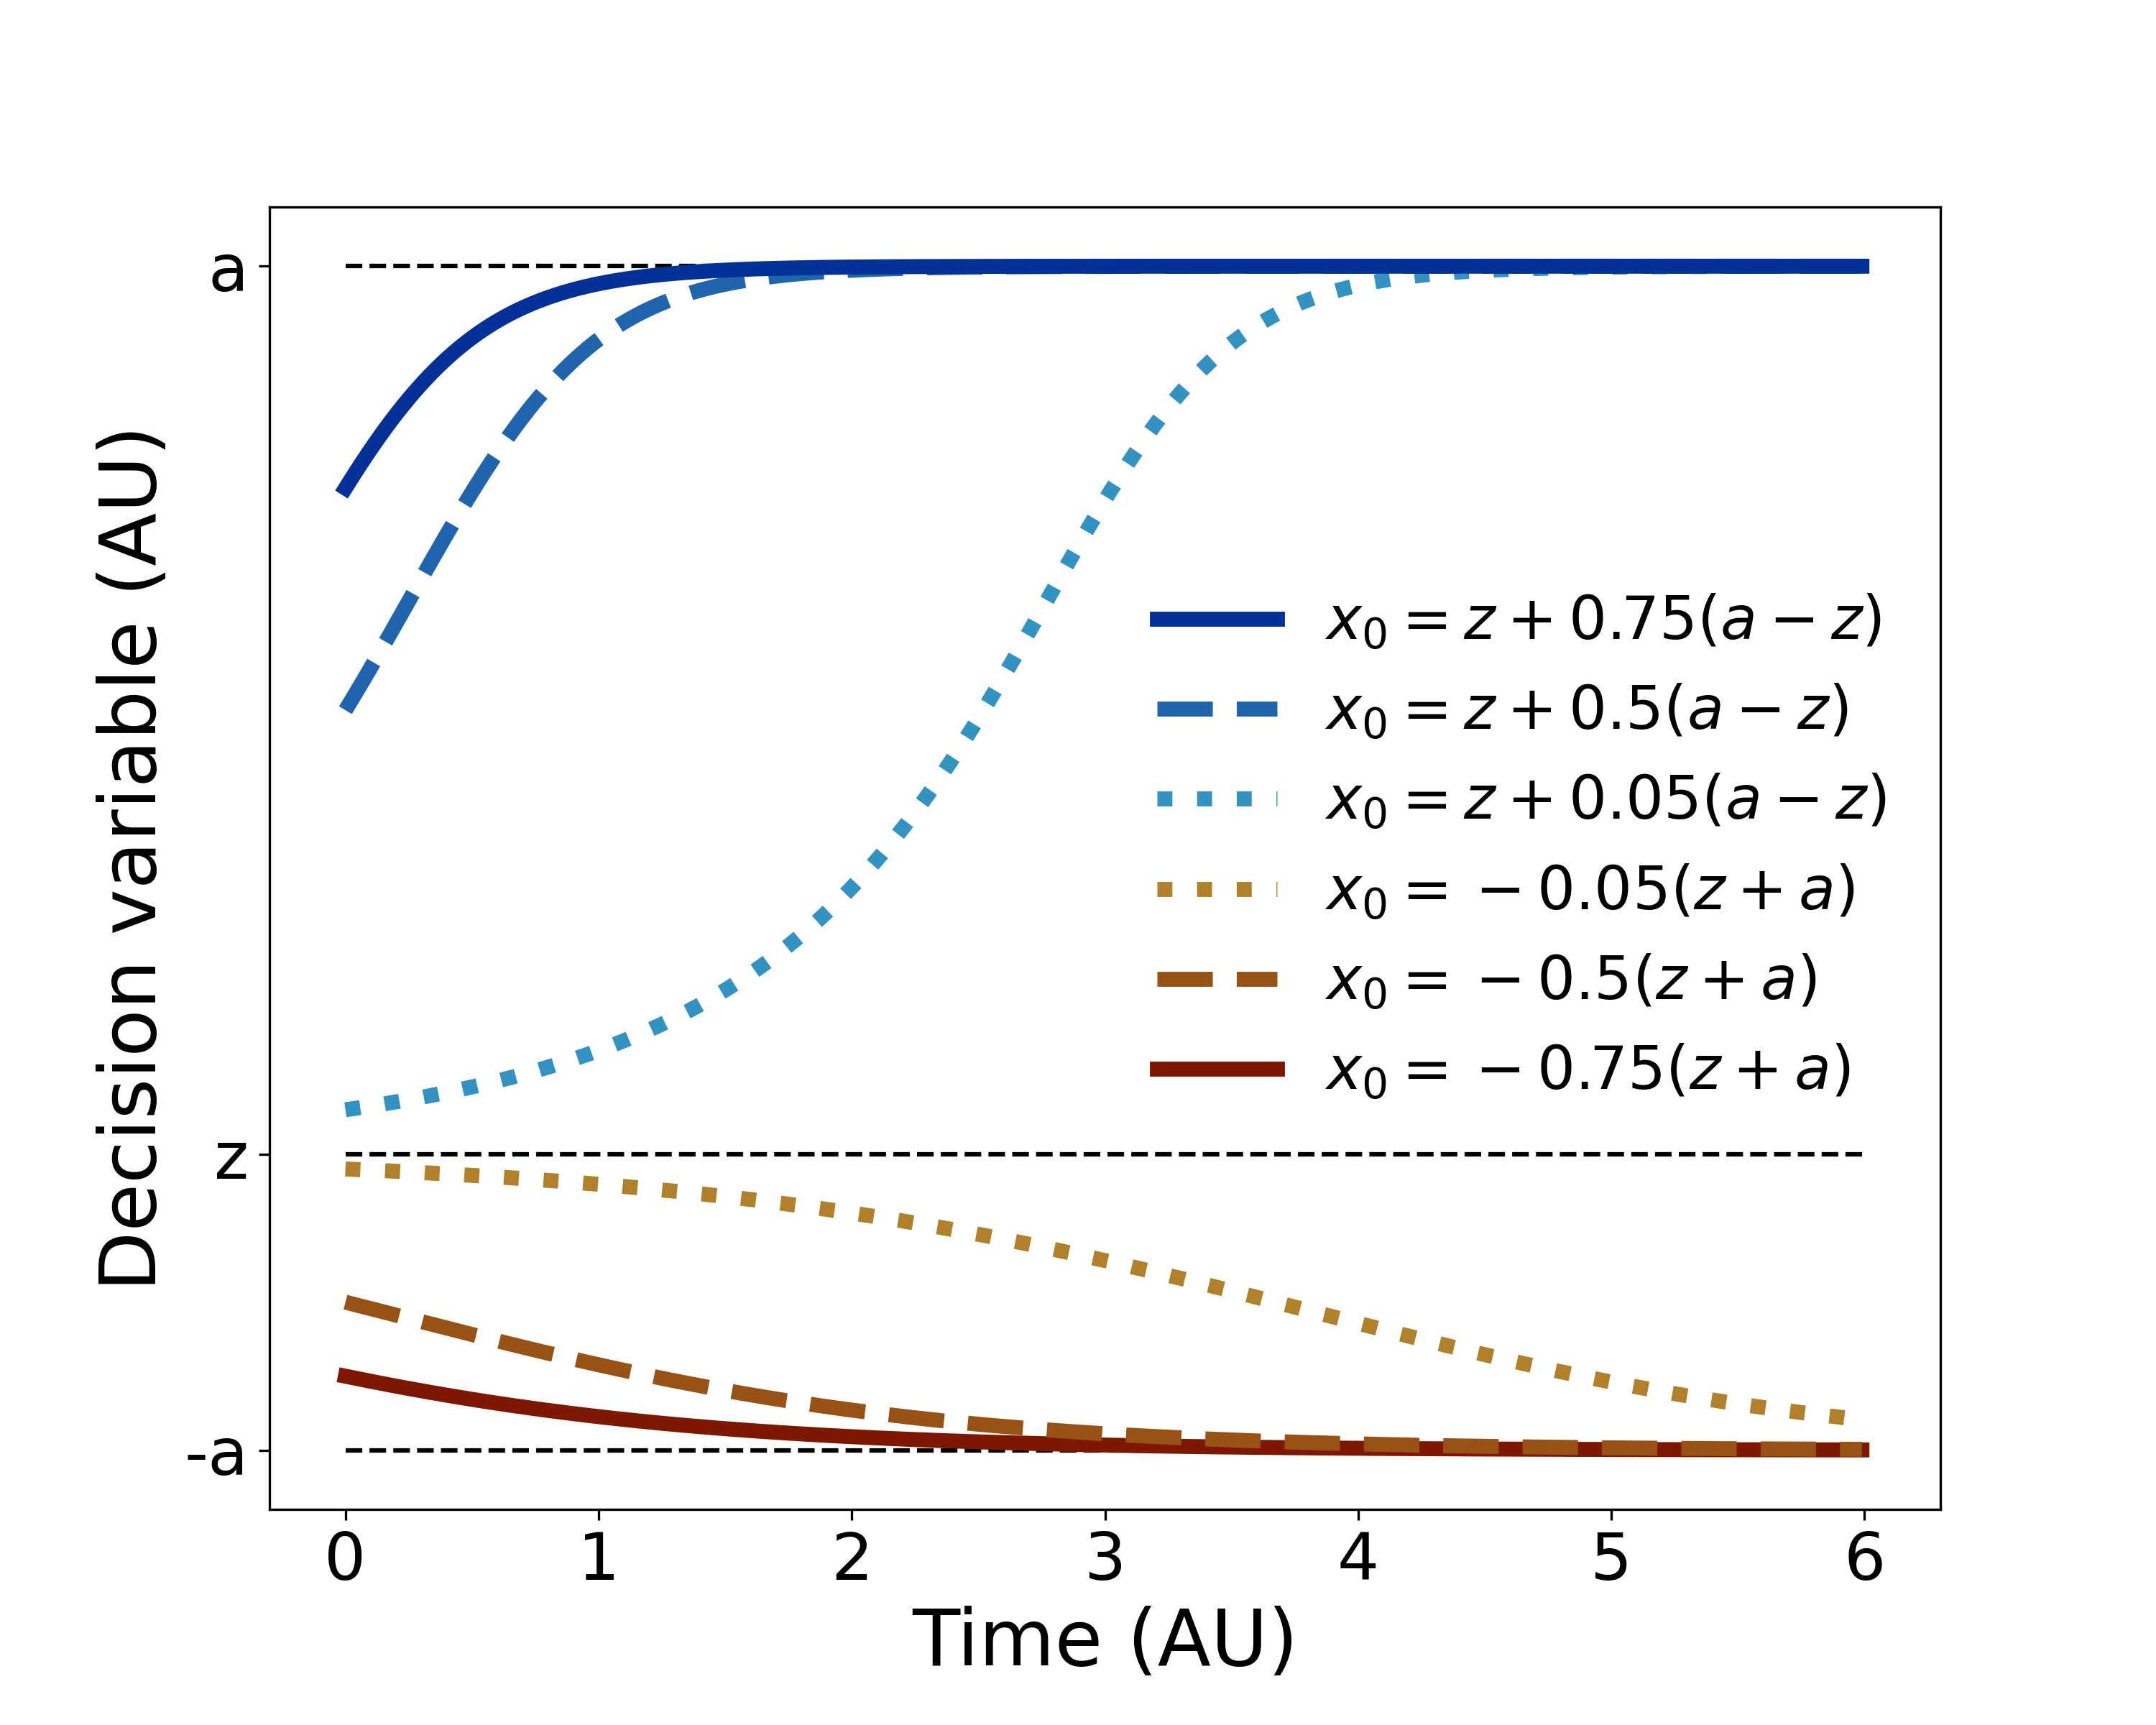 Decision variable (AU)
a
z
-a
x₀ = z + 0.75(a − z)
x₀ = z + 0.5(a − z)
x₀ = z + 0.05(a − z)
x₀ = − 0.05(z + a)
x₀ = − 0.5(z + a)
x₀ = − 0.75(z + a)
0 1 2 3 4 5 6
Time (AU)